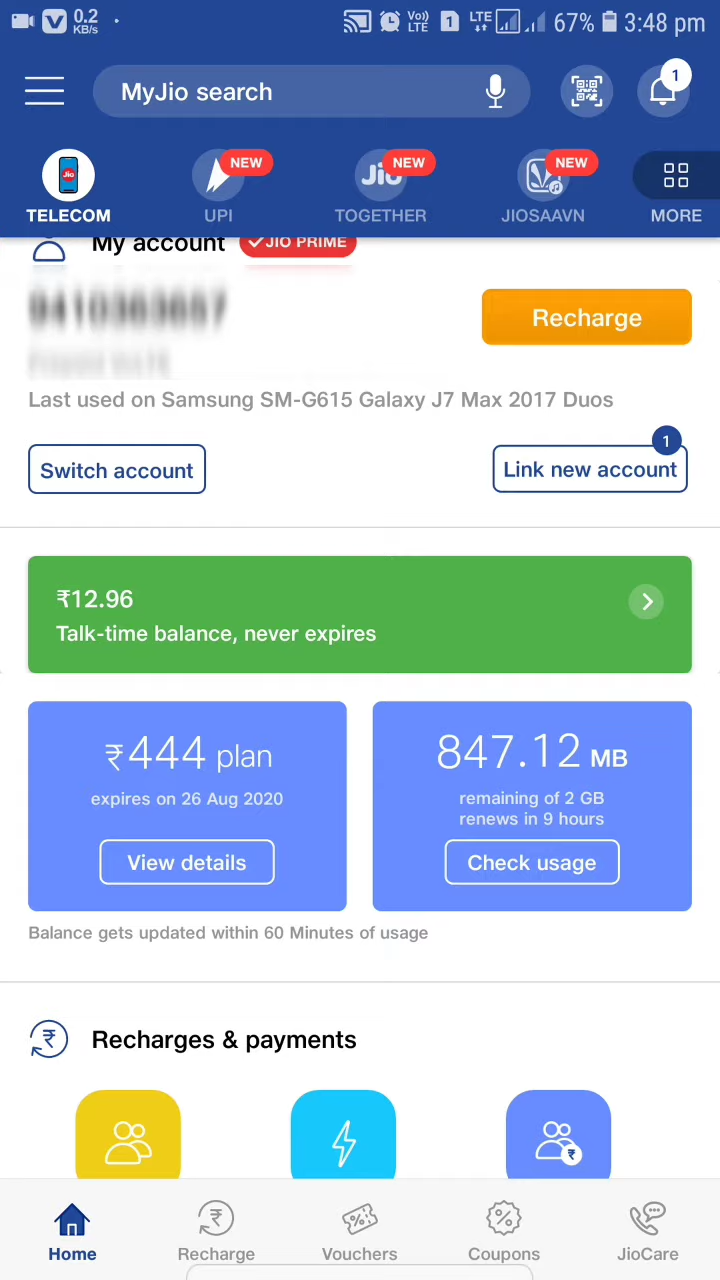 0.2
KB/s
Vo))
LTE
1
LTE
67%
3:48 pm
MyJio search
1
Jio
NEW
Jio
NEW
NEW
TELECOM
UPI
TOGETHER
JIOSAAVN
MORE
My account
JIO PRIME
Recharge
Last used on Samsung SM-G615 Galaxy J7 Max 2017 Duos
Switch account
Link new account
1
₹12.96
Talk-time balance, never expires
₹444 plan
expires on 26 Aug 2020
View details
847.12 MB
remaining of 2 GB
renews in 9 hours
Check usage
Balance gets updated within 60 Minutes of usage
Recharges & payments
Home
Recharge
Vouchers
Coupons
JioCare